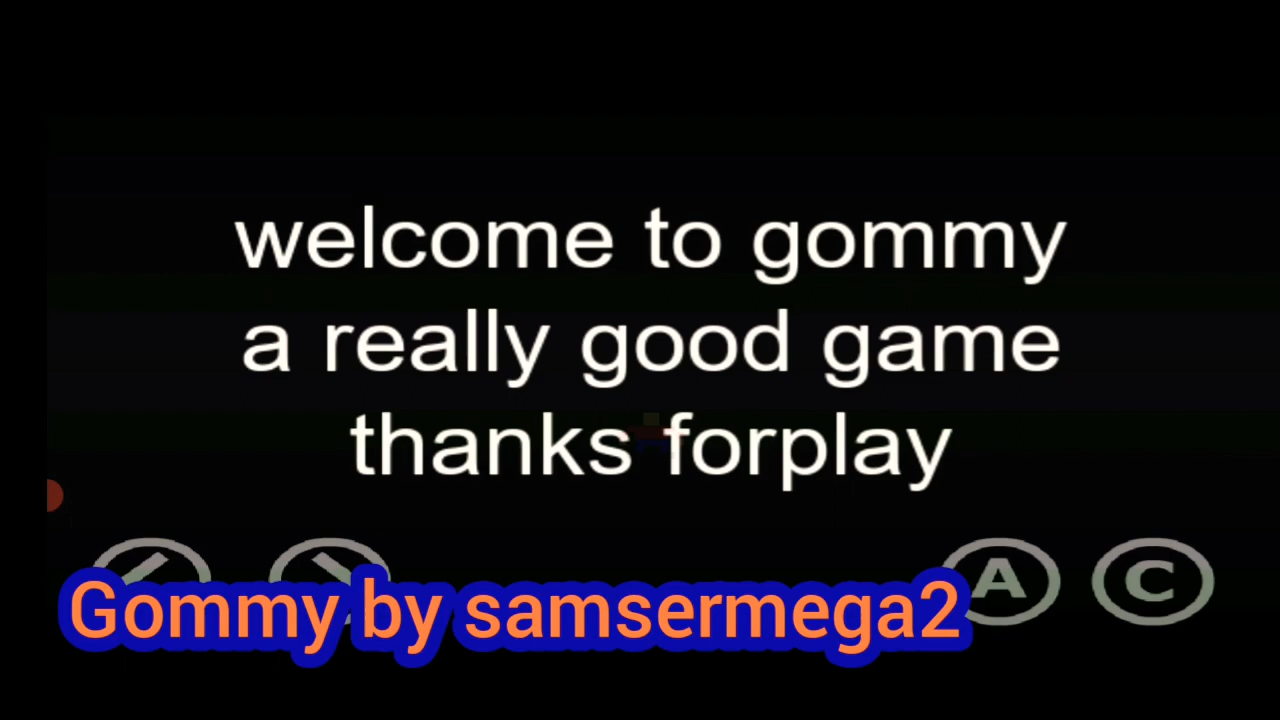 welcome to gommy
a really good game
thanks forplay
A C
Gommy by samsermega2